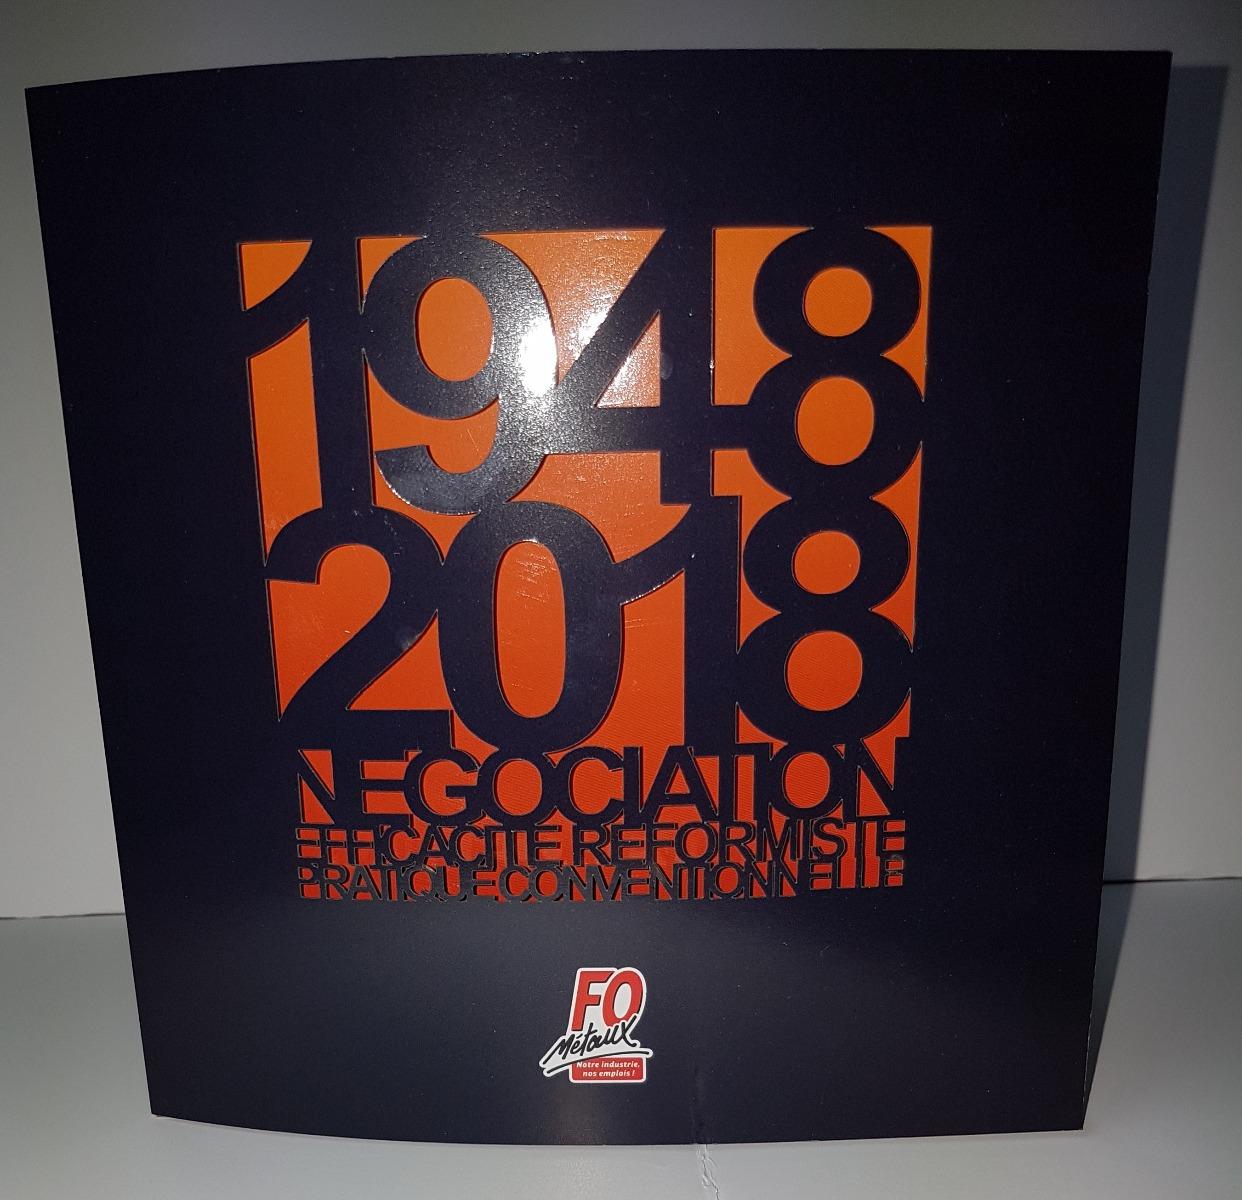 1948
2018
NEGOCIATION
EFFICACITE REFORMISTE
PRATIQUE CONVENTIONNELLE
FO
Métaux
Notre industrie,
nos emplois !